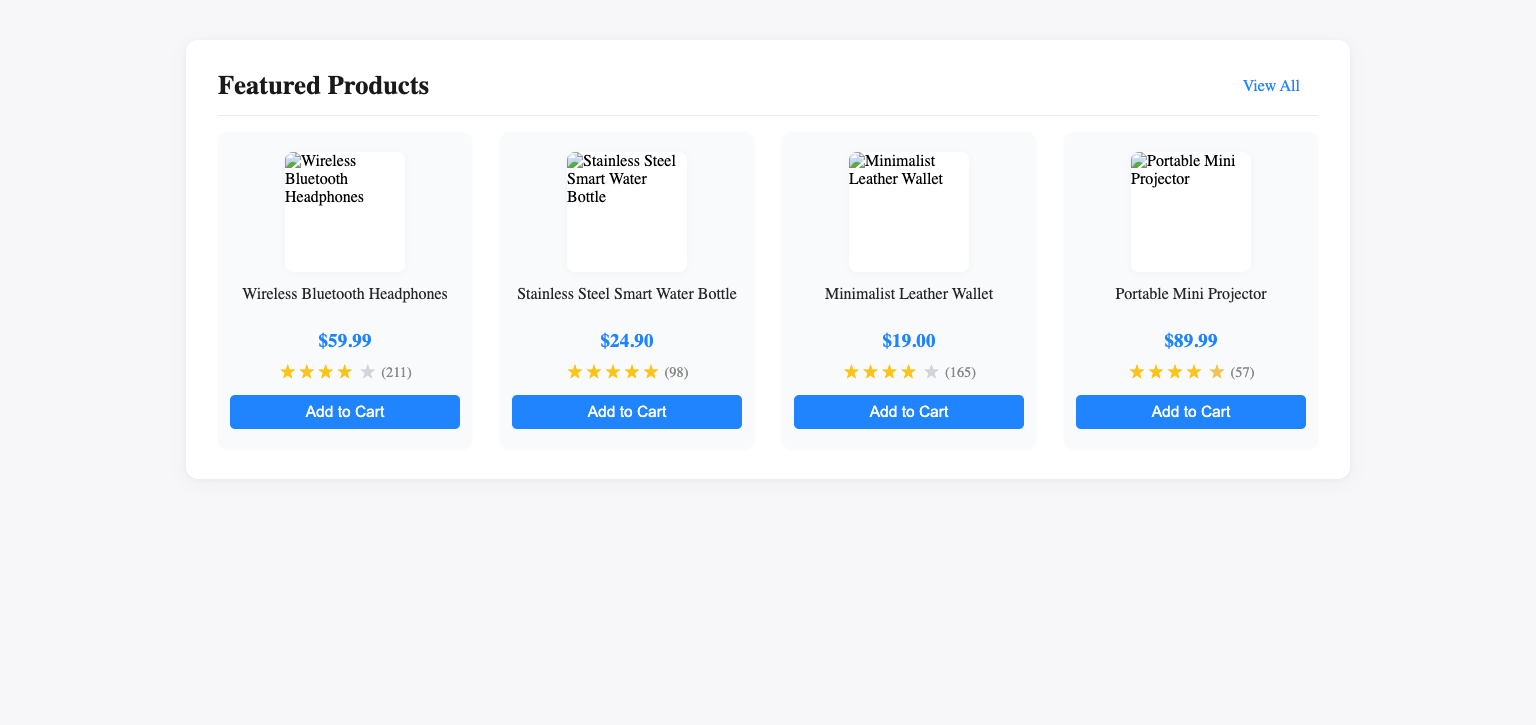 Featured Products
View All
Wireless
Bluetooth
Headphones
Stainless Steel
Smart Water
Bottle
Minimalist
Leather Wallet
Portable Mini
Projector
Wireless Bluetooth Headphones
Stainless Steel Smart Water Bottle
Minimalist Leather Wallet
Portable Mini Projector
$59.99
$24.90
$19.00
$89.99
★★★★ ★ (211)
★★★★★ (98)
★★★★ ★ (165)
★★★★ ★ (57)
Add to Cart
Add to Cart
Add to Cart
Add to Cart